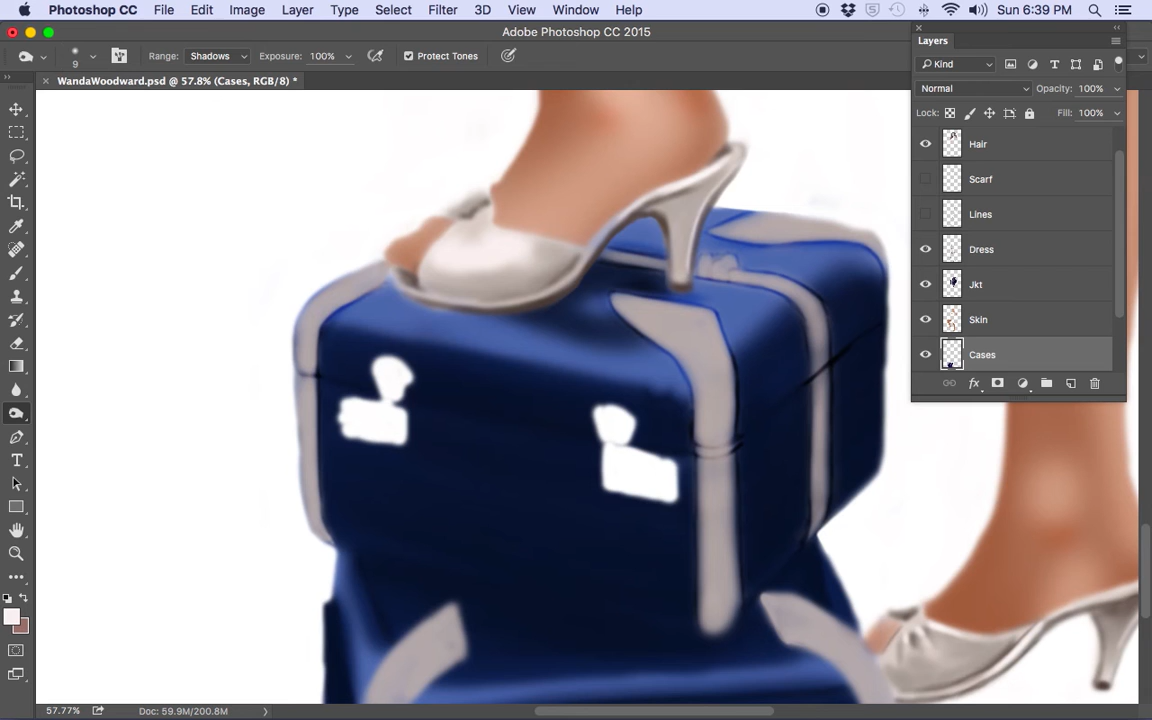 Photoshop CC File Edit Image Layer Type Select Filter 3D View Window Help Sun 6:39 PM
Adobe Photoshop CC 2015
Range: Shadows Exposure: 100% Protect Tones
9
WandaWoodward.psd @ 57.8% (Cases, RGB/8) *
Layers
Kind
Normal Opacity: 100%
Lock: Fill: 100%
Hair
Scarf
Lines
Dress
Jkt
Skin
Cases
fx
57.77% Doc: 59.9M/200.8M